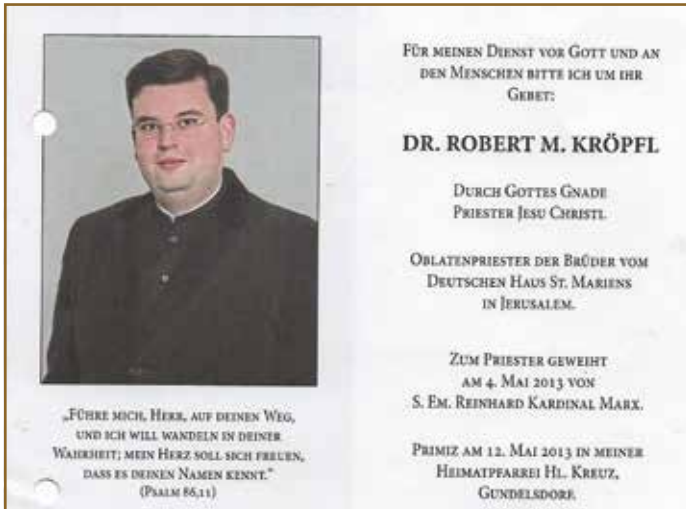 „Führe mich, Herr, auf deinen Weg,
und ich will wandeln in deiner
Wahrheit; mein Herz soll sich freuen,
dass es deinen Namen kennt."
(Psalm 86,11)
Für meinen Dienst vor Gott und an
den Menschen bitte ich um Ihr
Gebet:
DR. ROBERT M. KRÖPFL
Durch Gottes Gnade
Priester Jesu Christi.
Oblatenpriester der Brüder vom
Deutschen Haus St. Mariens
in Jerusalem.
Zum Priester geweiht
am 4. Mai 2013 von
S. Em. Reinhard Kardinal Marx.
Primiz am 12. Mai 2013 in meiner
Heimatpfarrei Hl. Kreuz,
Gundelsdorf.